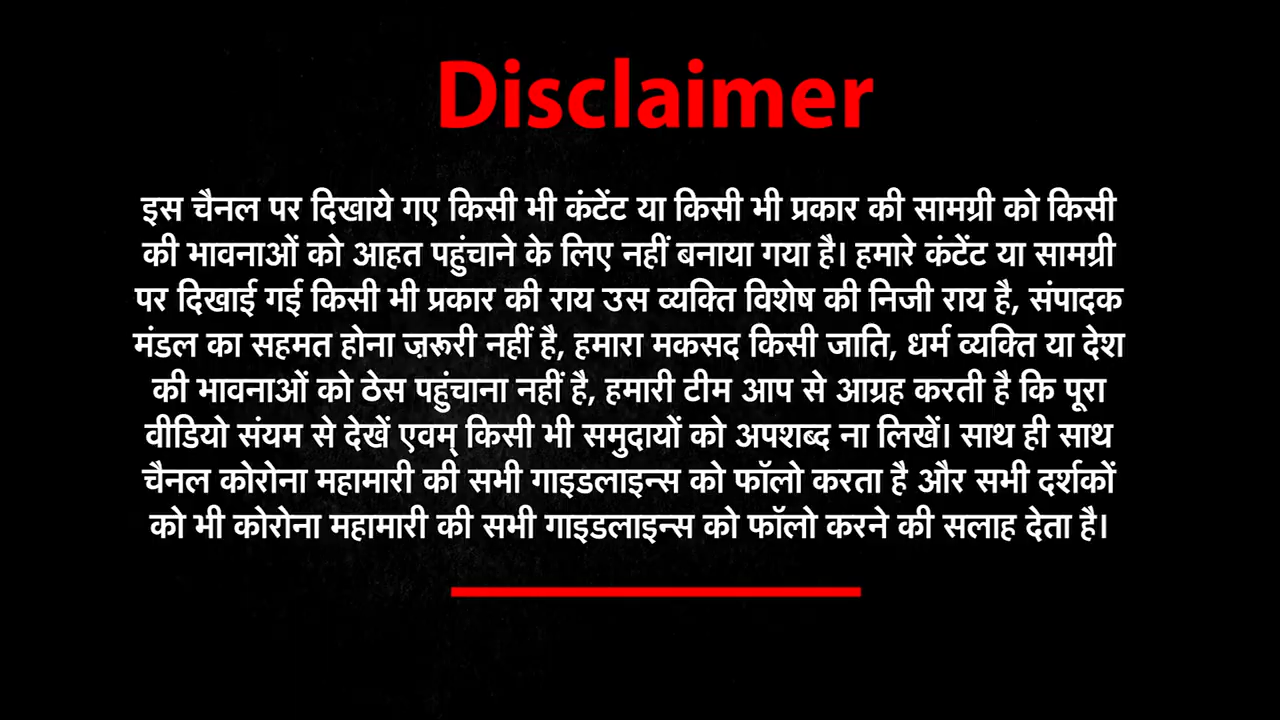 Disclaimer
इस चैनल पर दिखाये गए किसी भी कंटेंट या किसी भी प्रकार की सामग्री को किसी
की भावनाओं को आहत पहुंचाने के लिए नहीं बनाया गया है। हमारे कंटेंट या सामग्री
पर दिखाई गई किसी भी प्रकार की राय उस व्यक्ति विशेष की निजी राय है, संपादक
मंडल का सहमत होना ज़रूरी नहीं है, हमारा मकसद किसी जाति, धर्म व्यक्ति या देश
की भावनाओं को ठेस पहुंचाना नहीं है, हमारी टीम आप से आग्रह करती है कि पूरा
वीडियो संयम से देखें एवम् किसी भी समुदायों को अपशब्द ना लिखें। साथ ही साथ
चैनल कोरोना महामारी की सभी गाइडलाइन्स को फॉलो करता है और सभी दर्शकों
को भी कोरोना महामारी की सभी गाइडलाइन्स को फॉलो करने की सलाह देता है।